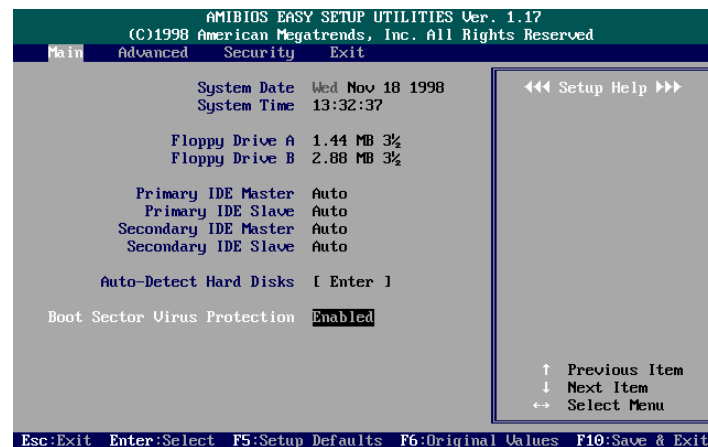 AMIBIOS EASY SETUP UTILITIES Ver. 1.17
(C)1998 American Megatrends, Inc. All Rights Reserved
Main Advanced Security Exit
System Date Wed Nov 18 1998
System Time 13:32:37
Floppy Drive A 1.44 MB 3½
Floppy Drive B 2.88 MB 3½
Primary IDE Master Auto
Primary IDE Slave Auto
Secondary IDE Master Auto
Secondary IDE Slave Auto
Auto-Detect Hard Disks [ Enter ]
Boot Sector Virus Protection Enabled
◄◄◄ Setup Help ►►►
↑ Previous Item
↓ Next Item
↔ Select Menu
Esc:Exit Enter:Select F5:Setup Defaults F6:Original Values F10:Save & Exit